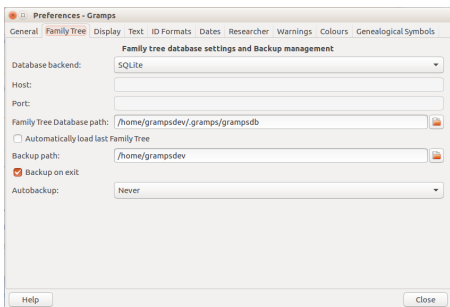 Preferences - Gramps
General Family Tree Display Text ID Formats Dates Researcher Warnings Colours Genealogical Symbols
Family tree database settings and Backup management
Database backend: SQLite
Host:
Port:
Family Tree Database path: /home/grampsdev/.gramps/grampsdb
Automatically load last Family Tree
Backup path: /home/grampsdev
Backup on exit
Autobackup: Never
Help Close